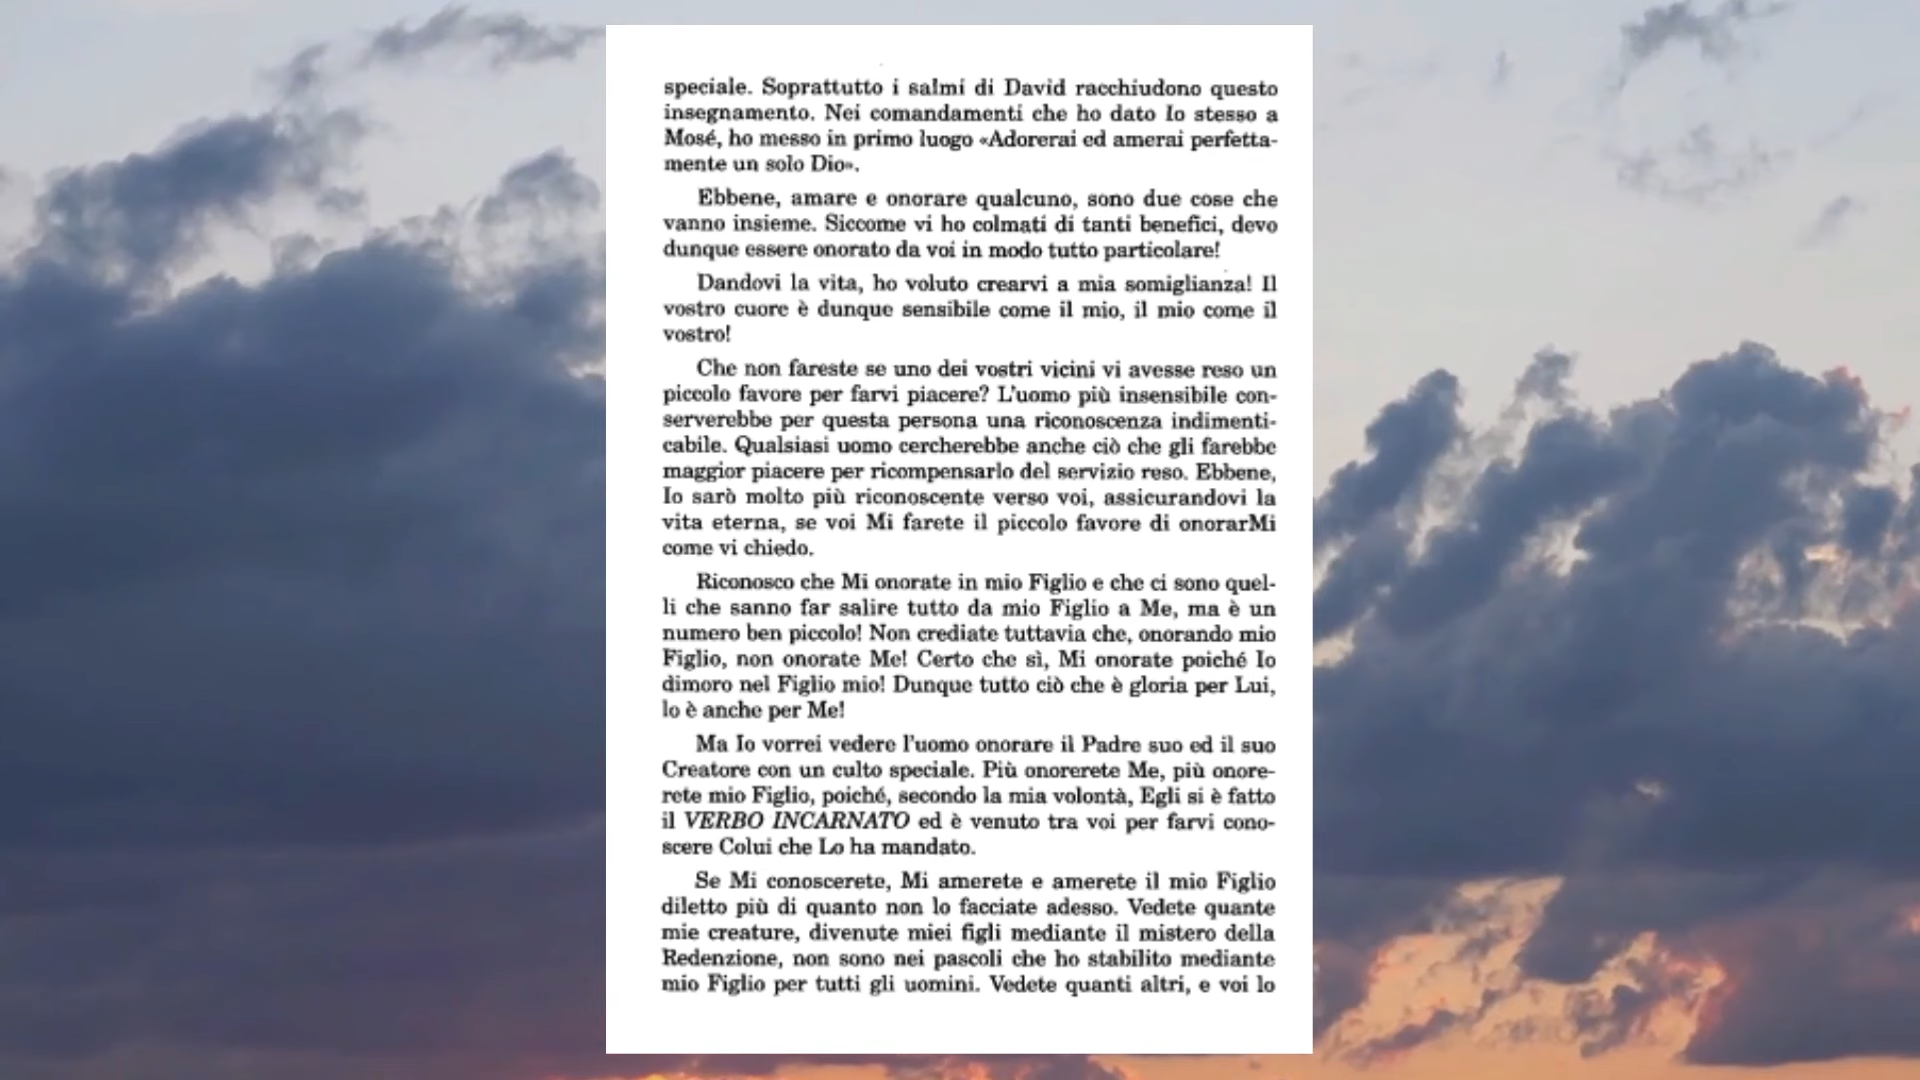 speciale. Soprattutto i salmi di David racchiudono questo
insegnamento. Nei comandamenti che ho dato Io stesso a
Mosé, ho messo in primo luogo «Adorerai ed amerai perfetta-
mente un solo Dio».
Ebbene, amare e onorare qualcuno, sono due cose che
vanno insieme. Siccome vi ho colmati di tanti benefici, devo
dunque essere onorato da voi in modo tutto particolare!
Dandovi la vita, ho voluto crearvi a mia somiglianza! Il
vostro cuore è dunque sensibile come il mio, il mio come il
vostro!
Che non fareste se uno dei vostri vicini vi avesse reso un
piccolo favore per farvi piacere? L'uomo più insensibile con-
serverebbe per questa persona una riconoscenza indimenti-
cabile. Qualsiasi uomo cercherebbe anche ciò che gli farebbe
maggior piacere per ricompensarlo del servizio reso. Ebbene,
Io sarò molto più riconoscente verso voi, assicurandovi la
vita eterna, se voi Mi farete il piccolo favore di onorarMi
come vi chiedo.
Riconosco che Mi onorate in mio Figlio e che ci sono quel-
li che sanno far salire tutto da mio Figlio a Me, ma è un
numero ben piccolo! Non crediate tuttavia che, onorando mio
Figlio, non onorate Me! Certo che sì, Mi onorate poiché Io
dimoro nel Figlio mio! Dunque tutto ciò che è gloria per Lui,
lo è anche per Me!
Ma Io vorrei vedere l'uomo onorare il Padre suo ed il suo
Creatore con un culto speciale. Più onorerete Me, più onore-
rete mio Figlio, poiché, secondo la mia volontà, Egli si è fatto
il VERBO INCARNATO ed è venuto tra voi per farvi cono-
scere Colui che Lo ha mandato.
Se Mi conoscerete, Mi amerete e amerete il mio Figlio
diletto più di quanto non lo facciate adesso. Vedete quante
mie creature, divenute miei figli mediante il mistero della
Redenzione, non sono nei pascoli che ho stabilito mediante
mio Figlio per tutti gli uomini. Vedete quanti altri, e voi lo